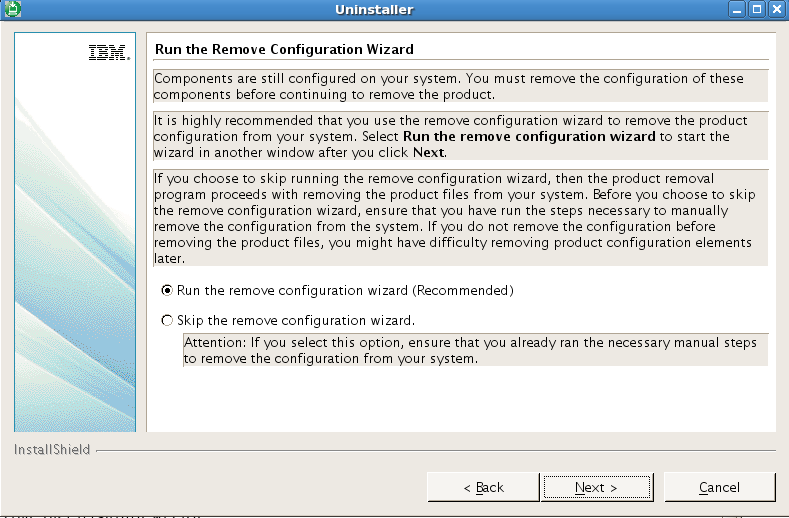 Uninstaller
IBM.
Run the Remove Configuration Wizard
Components are still configured on your system. You must remove the configuration of these
components before continuing to remove the product.
It is highly recommended that you use the remove configuration wizard to remove the product
configuration from your system. Select Run the remove configuration wizard to start the
wizard in another window after you click Next.
If you choose to skip running the remove configuration wizard, then the product removal
program proceeds with removing the product files from your system. Before you choose to skip
the remove configuration wizard, ensure that you have run the steps necessary to manually
remove the configuration from the system. If you do not remove the configuration before
removing the product files, you might have difficulty removing product configuration elements
later.
Run the remove configuration wizard (Recommended)
Skip the remove configuration wizard.
Attention: If you select this option, ensure that you already ran the necessary manual steps
to remove the configuration from your system.
InstallShield
< Back
Next >
Cancel